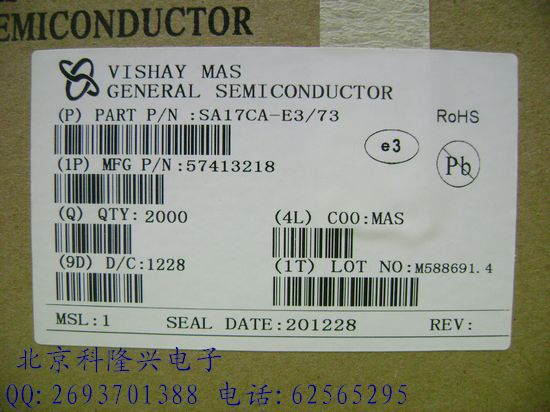 SEMICONDUCTOR
VISHAY MAS
GENERAL SEMICONDUCTOR
(P) PART P/N :SA17CA-E3/73
RoHS
e3
Pb
(1P) MFG P/N:57413218
(Q) QTY:2000
(4L) COO:MAS
(9D) D/C:1228
(1T) LOT NO:M588691.4
MSL:1 SEAL DATE:201228 REV:
北京科隆兴电子
QQ:2693701388 电话:62565295